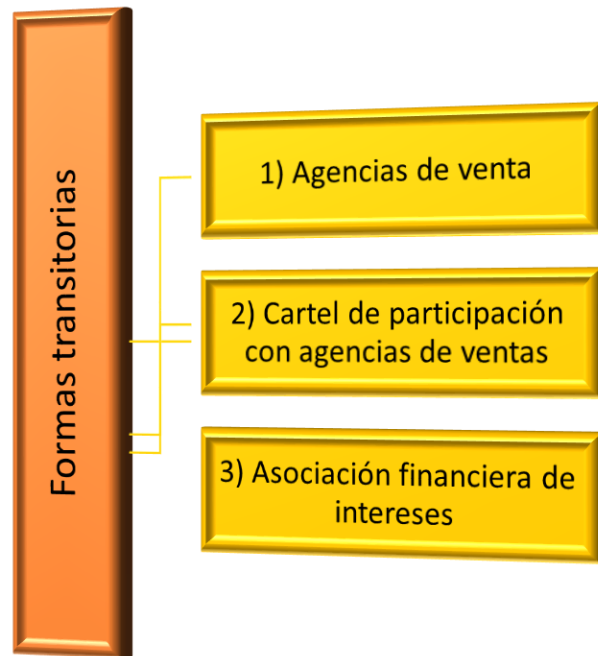 Formas transitorias
1) Agencias de venta
2) Cartel de participación
con agencias de ventas
3) Asociación financiera de
intereses